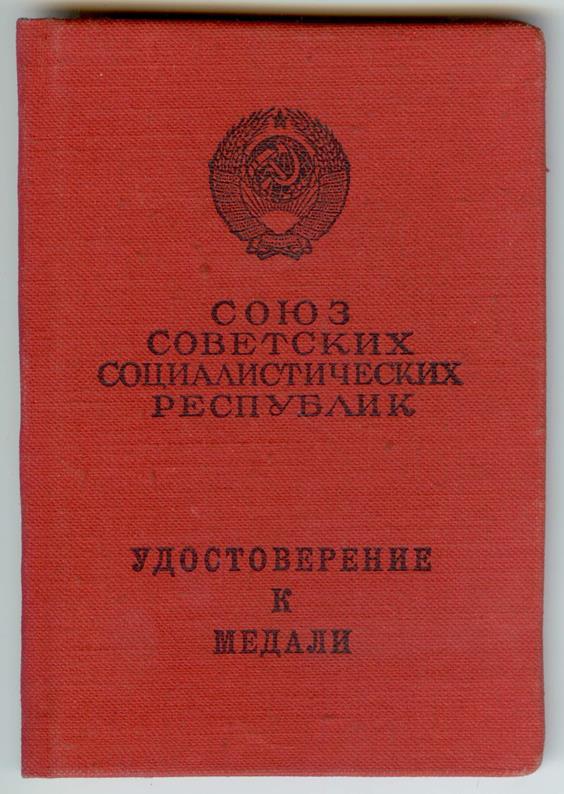 СОЮЗ
СОВЕТСКИХ
СОЦИАЛИСТИЧЕСКИХ
РЕСПУБЛИК
УДОСТОВЕРЕНИЕ
К
МЕДАЛИ